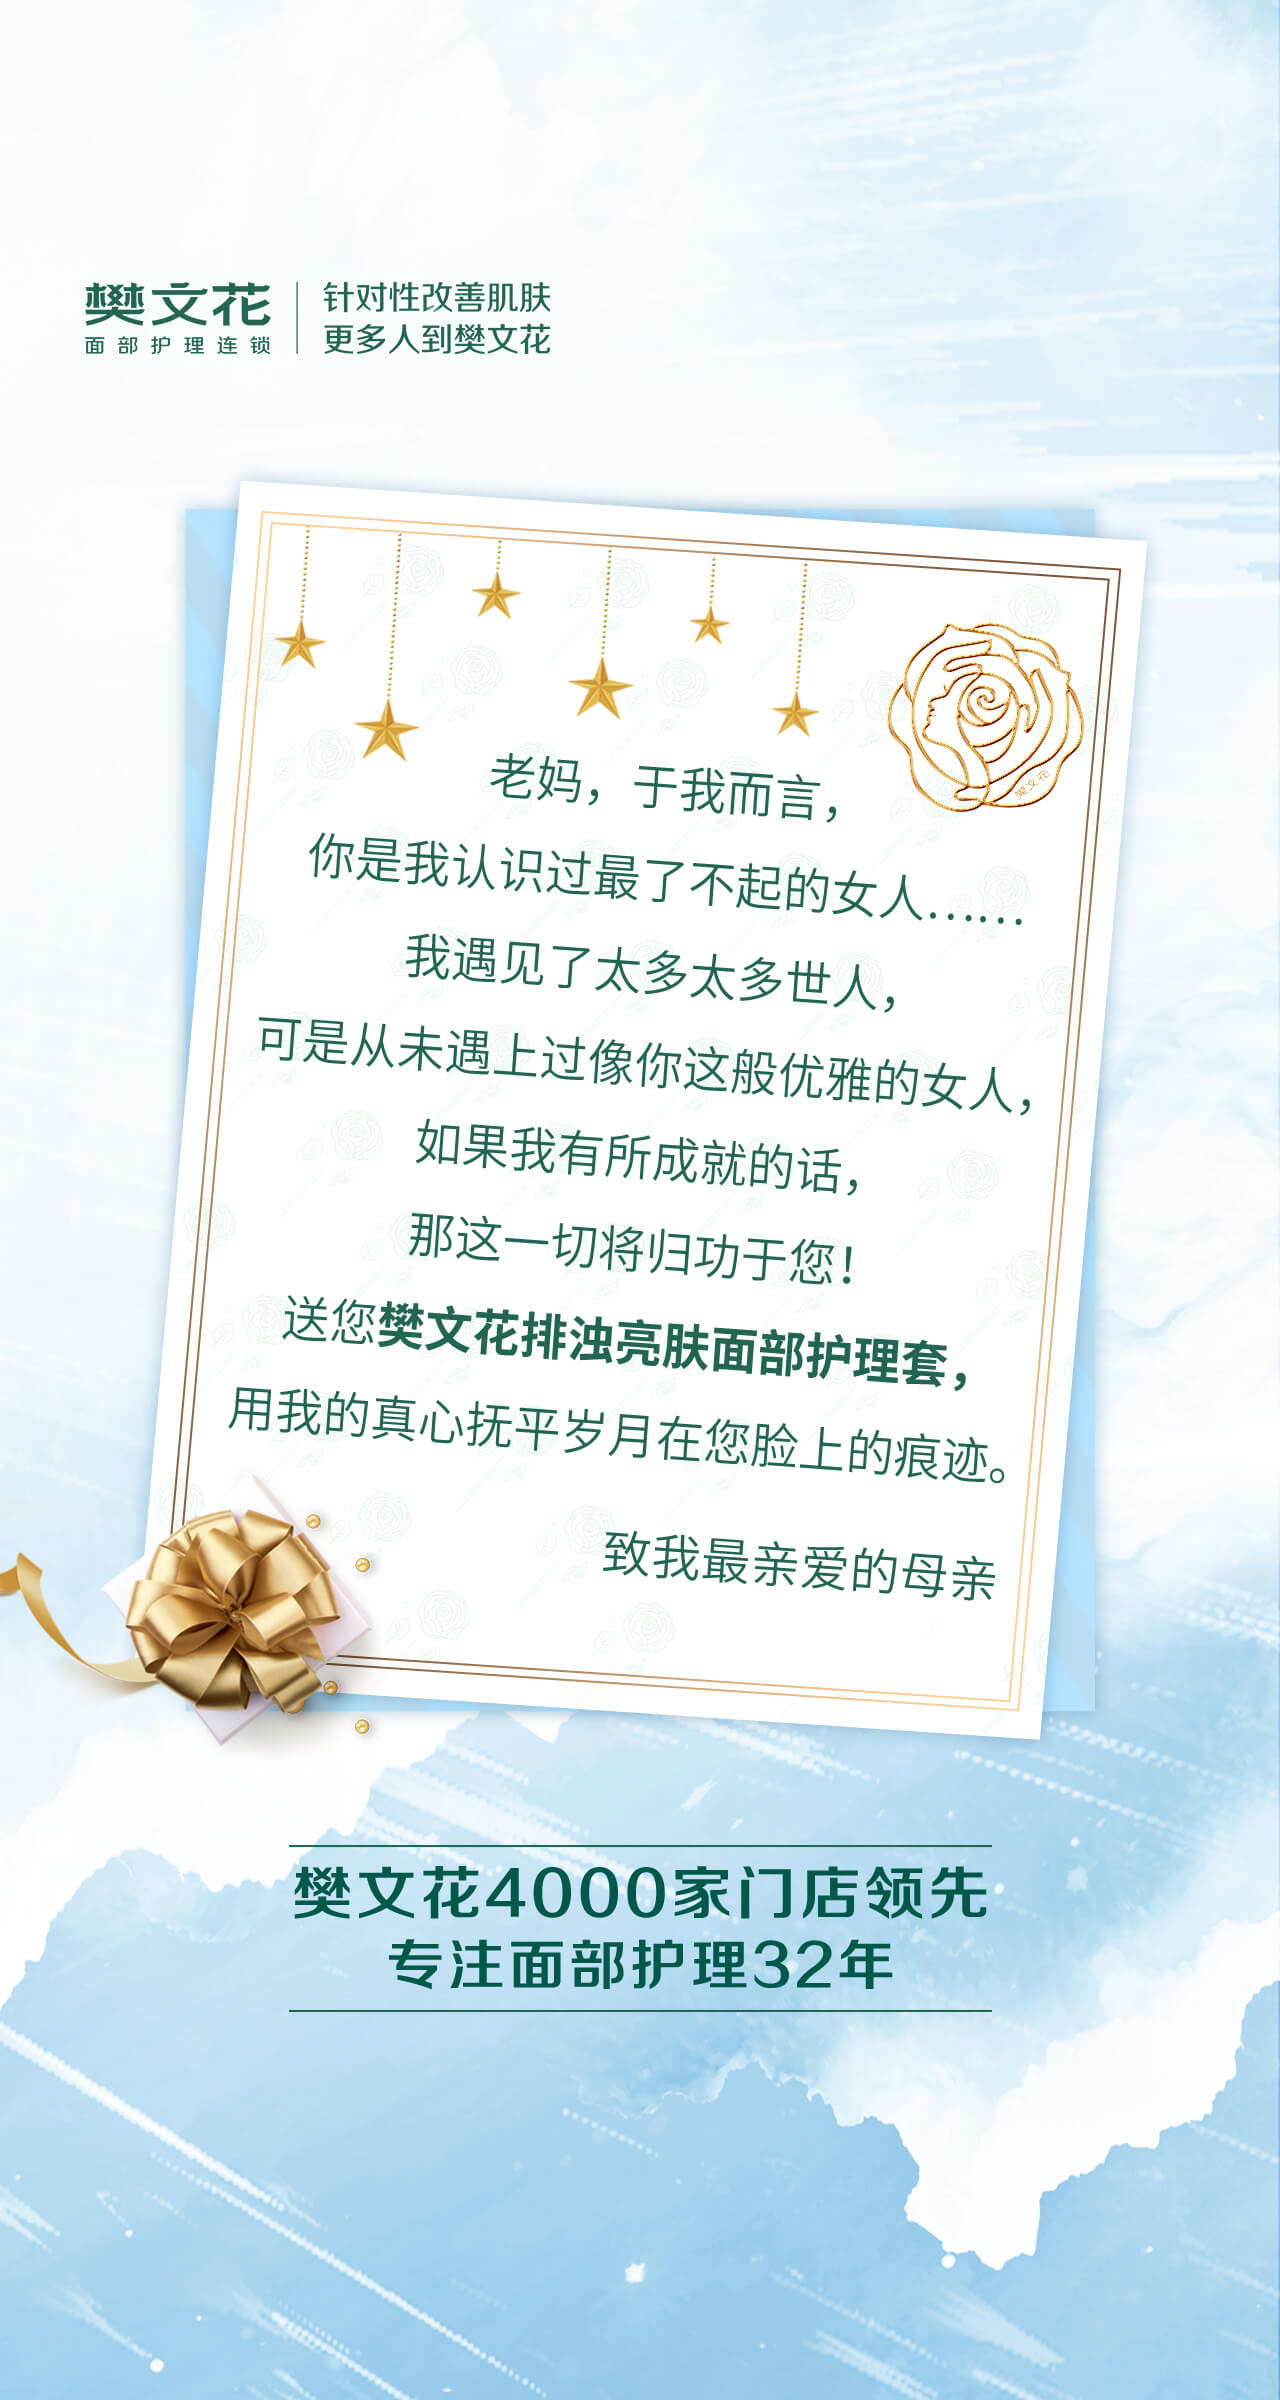 樊文花
面部护理连锁
针对性改善肌肤
更多人到樊文花
樊文花
老妈，于我而言，
你是我认识过最了不起的女人……
我遇见了太多太多世人，
可是从未遇上过像你这般优雅的女人，
如果我有所成就的话，
那这一切将归功于您！
送您樊文花排浊亮肤面部护理套，
用我的真心抚平岁月在您脸上的痕迹。
致我最亲爱的母亲
樊文花4000家门店领先
专注面部护理32年